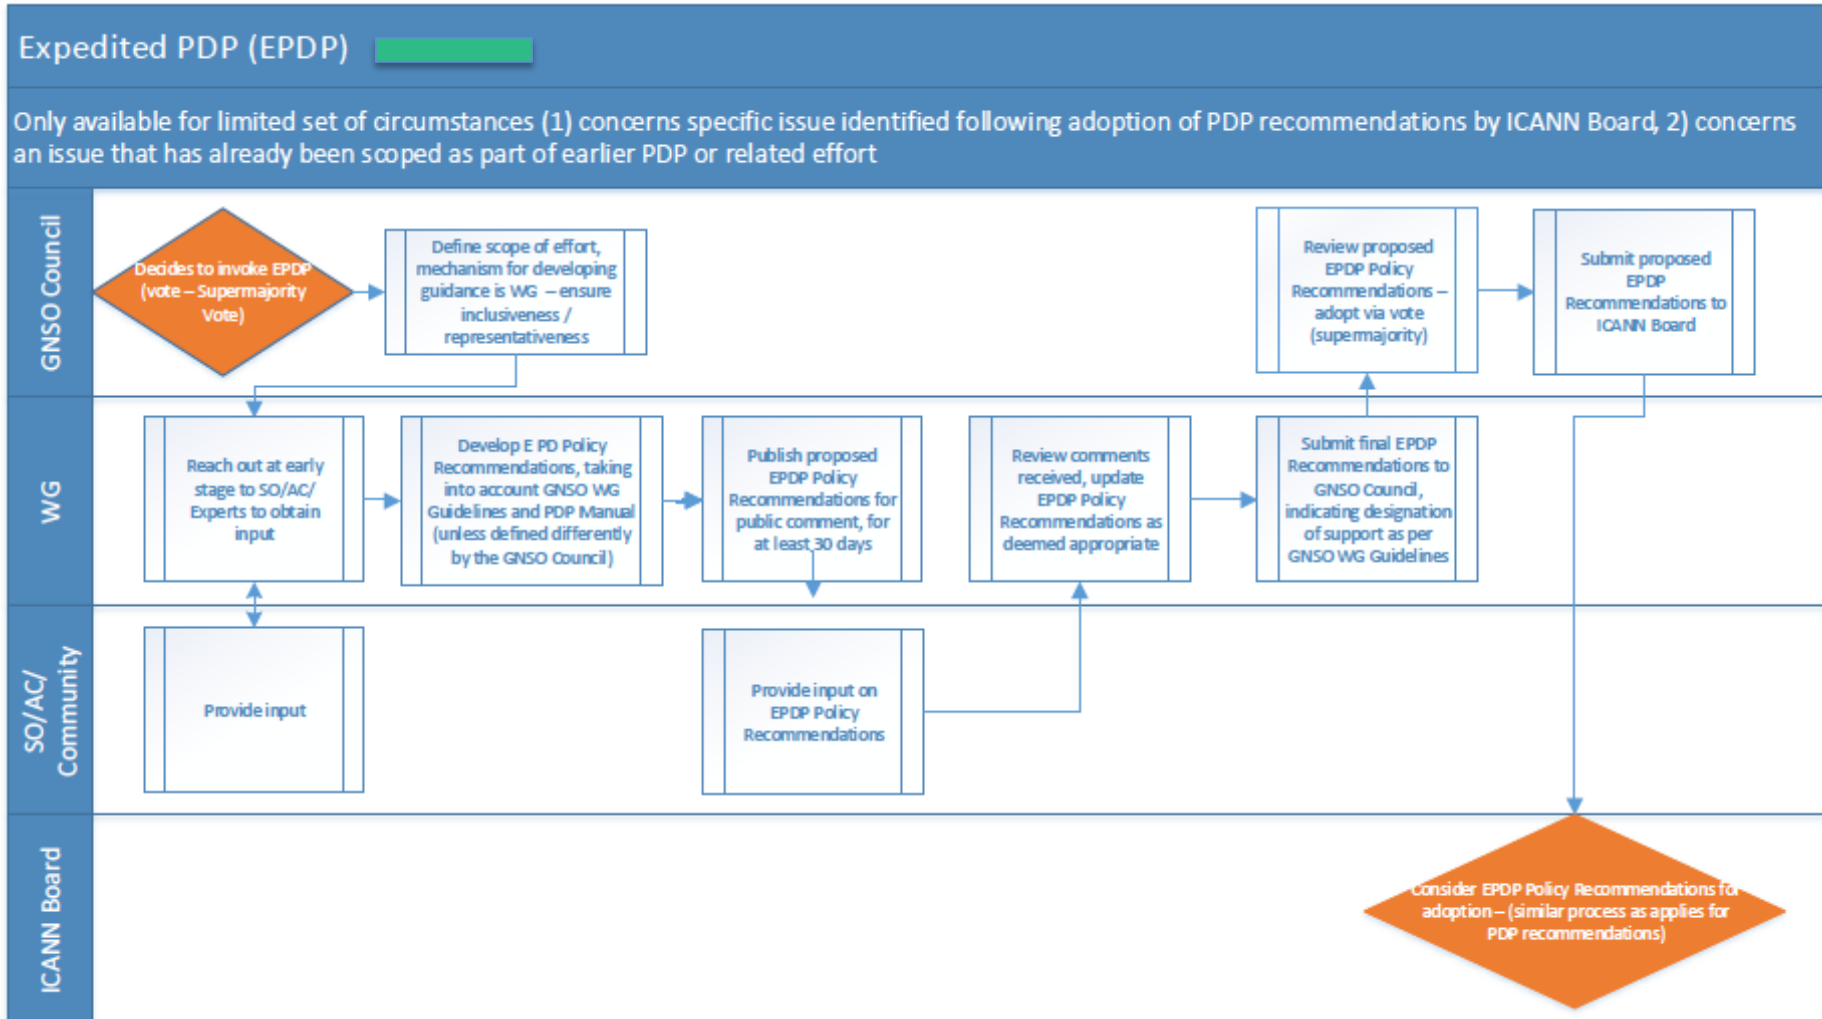 Expedited PDP (EPDP)
Only available for limited set of circumstances (1) concerns specific issue identified following adoption of PDP recommendations by ICANN Board, 2) concerns
an issue that has already been scoped as part of earlier PDP or related effort
GNSO Council
Decides to invoke EPDP
(vote – Supermajority
Vote)
Define scope of effort,
mechanism for developing
guidance is WG – ensure
inclusiveness /
representativeness
Review proposed
EPDP Policy
Recommendations –
adopt via vote
(supermajority)
Submit proposed
EPDP
Recommendations to
ICANN Board
WG
Reach out at early
stage to SO/AC/
Experts to obtain
input
Develop E PD Policy
Recommendations, taking
into account GNSO WG
Guidelines and PDP Manual
(unless defined differently
by the GNSO Council)
Publish proposed
EPDP Policy
Recommendations for
public comment, for
at least 30 days
Review comments
received, update
EPDP Policy
Recommendations as
deemed appropriate
Submit final EPDP
Recommendations to
GNSO Council,
indicating designation
of support as per
GNSO WG Guidelines
SO/AC/
Community
Provide input
Provide input on
EPDP Policy
Recommendations
ICANN Board
Consider EPDP Policy Recommendations for
adoption – (similar process as applies for
PDP recommendations)